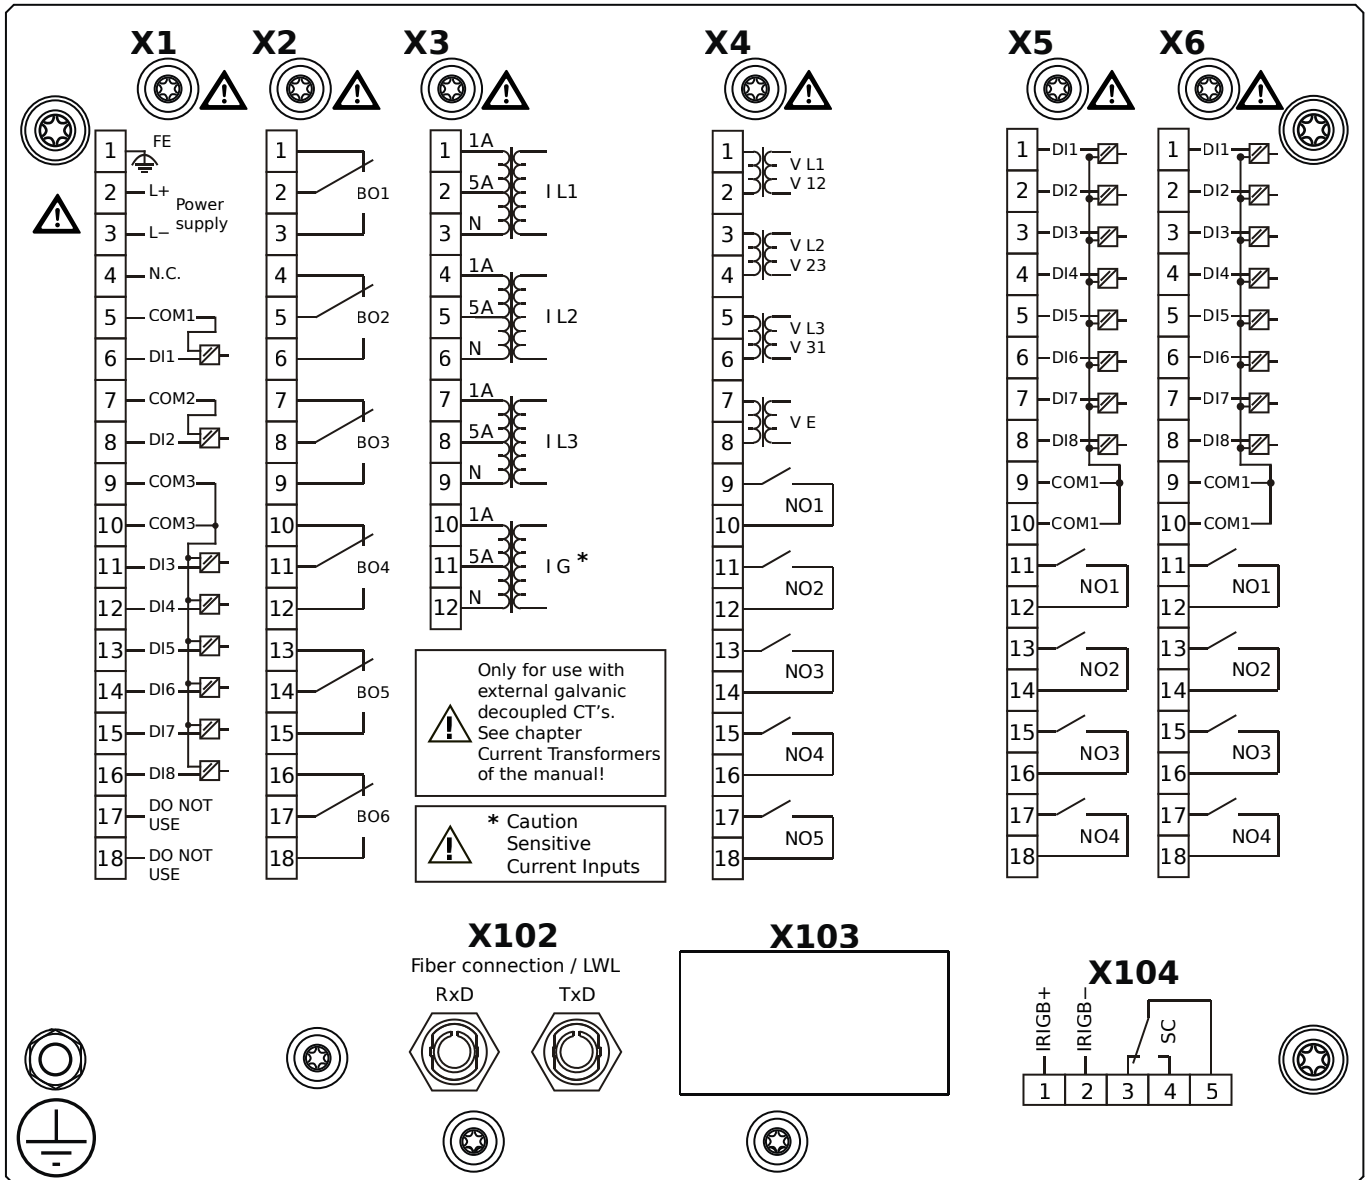 X1
1
FE
2
L+
Power
supply
3
L−
4
N.C.
5
COM1
6
DI1
7
COM2
8
DI2
9
COM3
10
COM3
11
DI3
12
DI4
13
DI5
14
DI6
15
DI7
16
DI8
17
DO NOT
USE
18
DO NOT
USE
X2
1
2
BO1
3
4
5
BO2
6
7
8
BO3
9
10
11
BO4
12
13
14
BO5
15
16
17
BO6
18
X3
1
1A
2
5A
I L1
3
N
4
1A
5
5A
I L2
6
N
7
1A
8
5A
I L3
9
N
10
1A
11
5A
I G *
12
N
Only for use with
external galvanic
decoupled CT's.
See chapter
Current Transformers
of the manual!
* Caution
Sensitive
Current Inputs
X4
1
V L1
V 12
2
3
V L2
V 23
4
5
V L3
V 31
6
7
V E
8
9
NO1
10
11
NO2
12
13
NO3
14
15
NO4
16
17
NO5
18
X5
1
DI1
2
DI2
3
DI3
4
DI4
5
DI5
6
DI6
7
DI7
8
DI8
9
COM1
10
COM1
11
NO1
12
13
NO2
14
15
NO3
16
17
NO4
18
X6
1
DI1
2
DI2
3
DI3
4
DI4
5
DI5
6
DI6
7
DI7
8
DI8
9
COM1
10
COM1
11
NO1
12
13
NO2
14
15
NO3
16
17
NO4
18
X102
Fiber connection / LWL
RxD TxD
X103
X104
IRIGB+
IRIGB−
SC
1 2 3 4 5